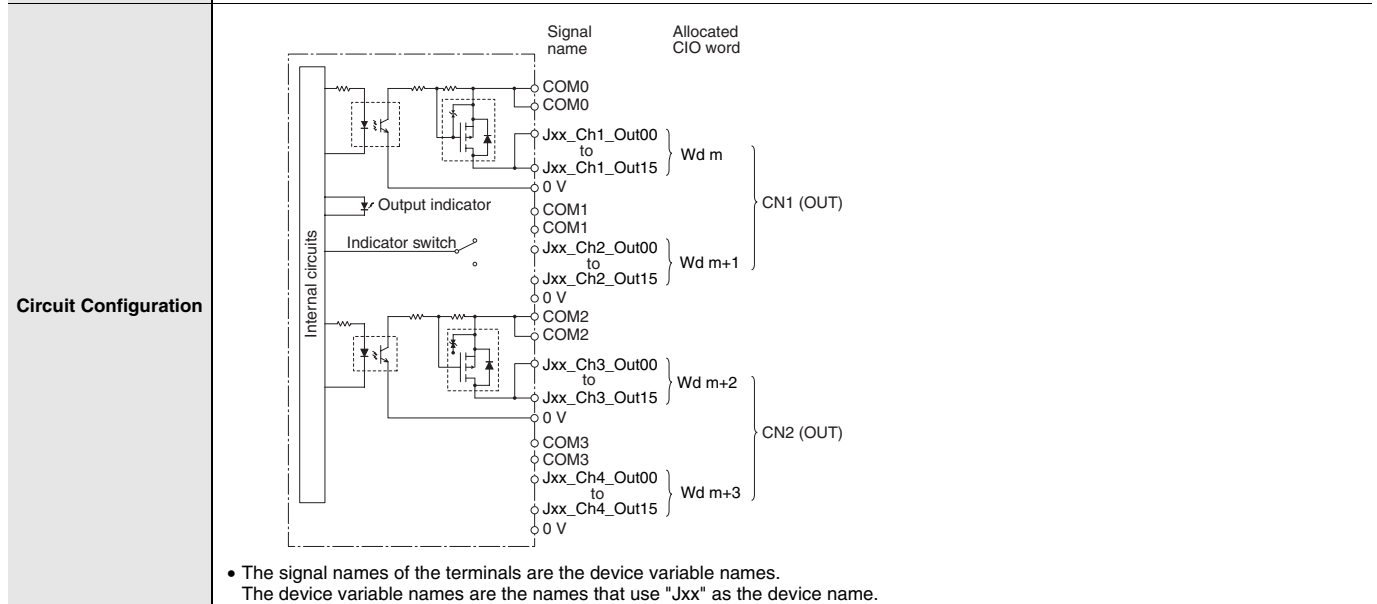 Circuit Configuration
Signal name
Allocated CIO word
COM0
COM0
Jxx_Ch1_Out00
to
Jxx_Ch1_Out15
Wd m
0 V
CN1 (OUT)
Output indicator
COM1
COM1
Indicator switch
Jxx_Ch2_Out00
to
Jxx_Ch2_Out15
Wd m+1
0 V
Internal circuits
COM2
COM2
Jxx_Ch3_Out00
to
Jxx_Ch3_Out15
Wd m+2
0 V
CN2 (OUT)
COM3
COM3
Jxx_Ch4_Out00
to
Jxx_Ch4_Out15
Wd m+3
0 V
• The signal names of the terminals are the device variable names.
The device variable names are the names that use "Jxx" as the device name.